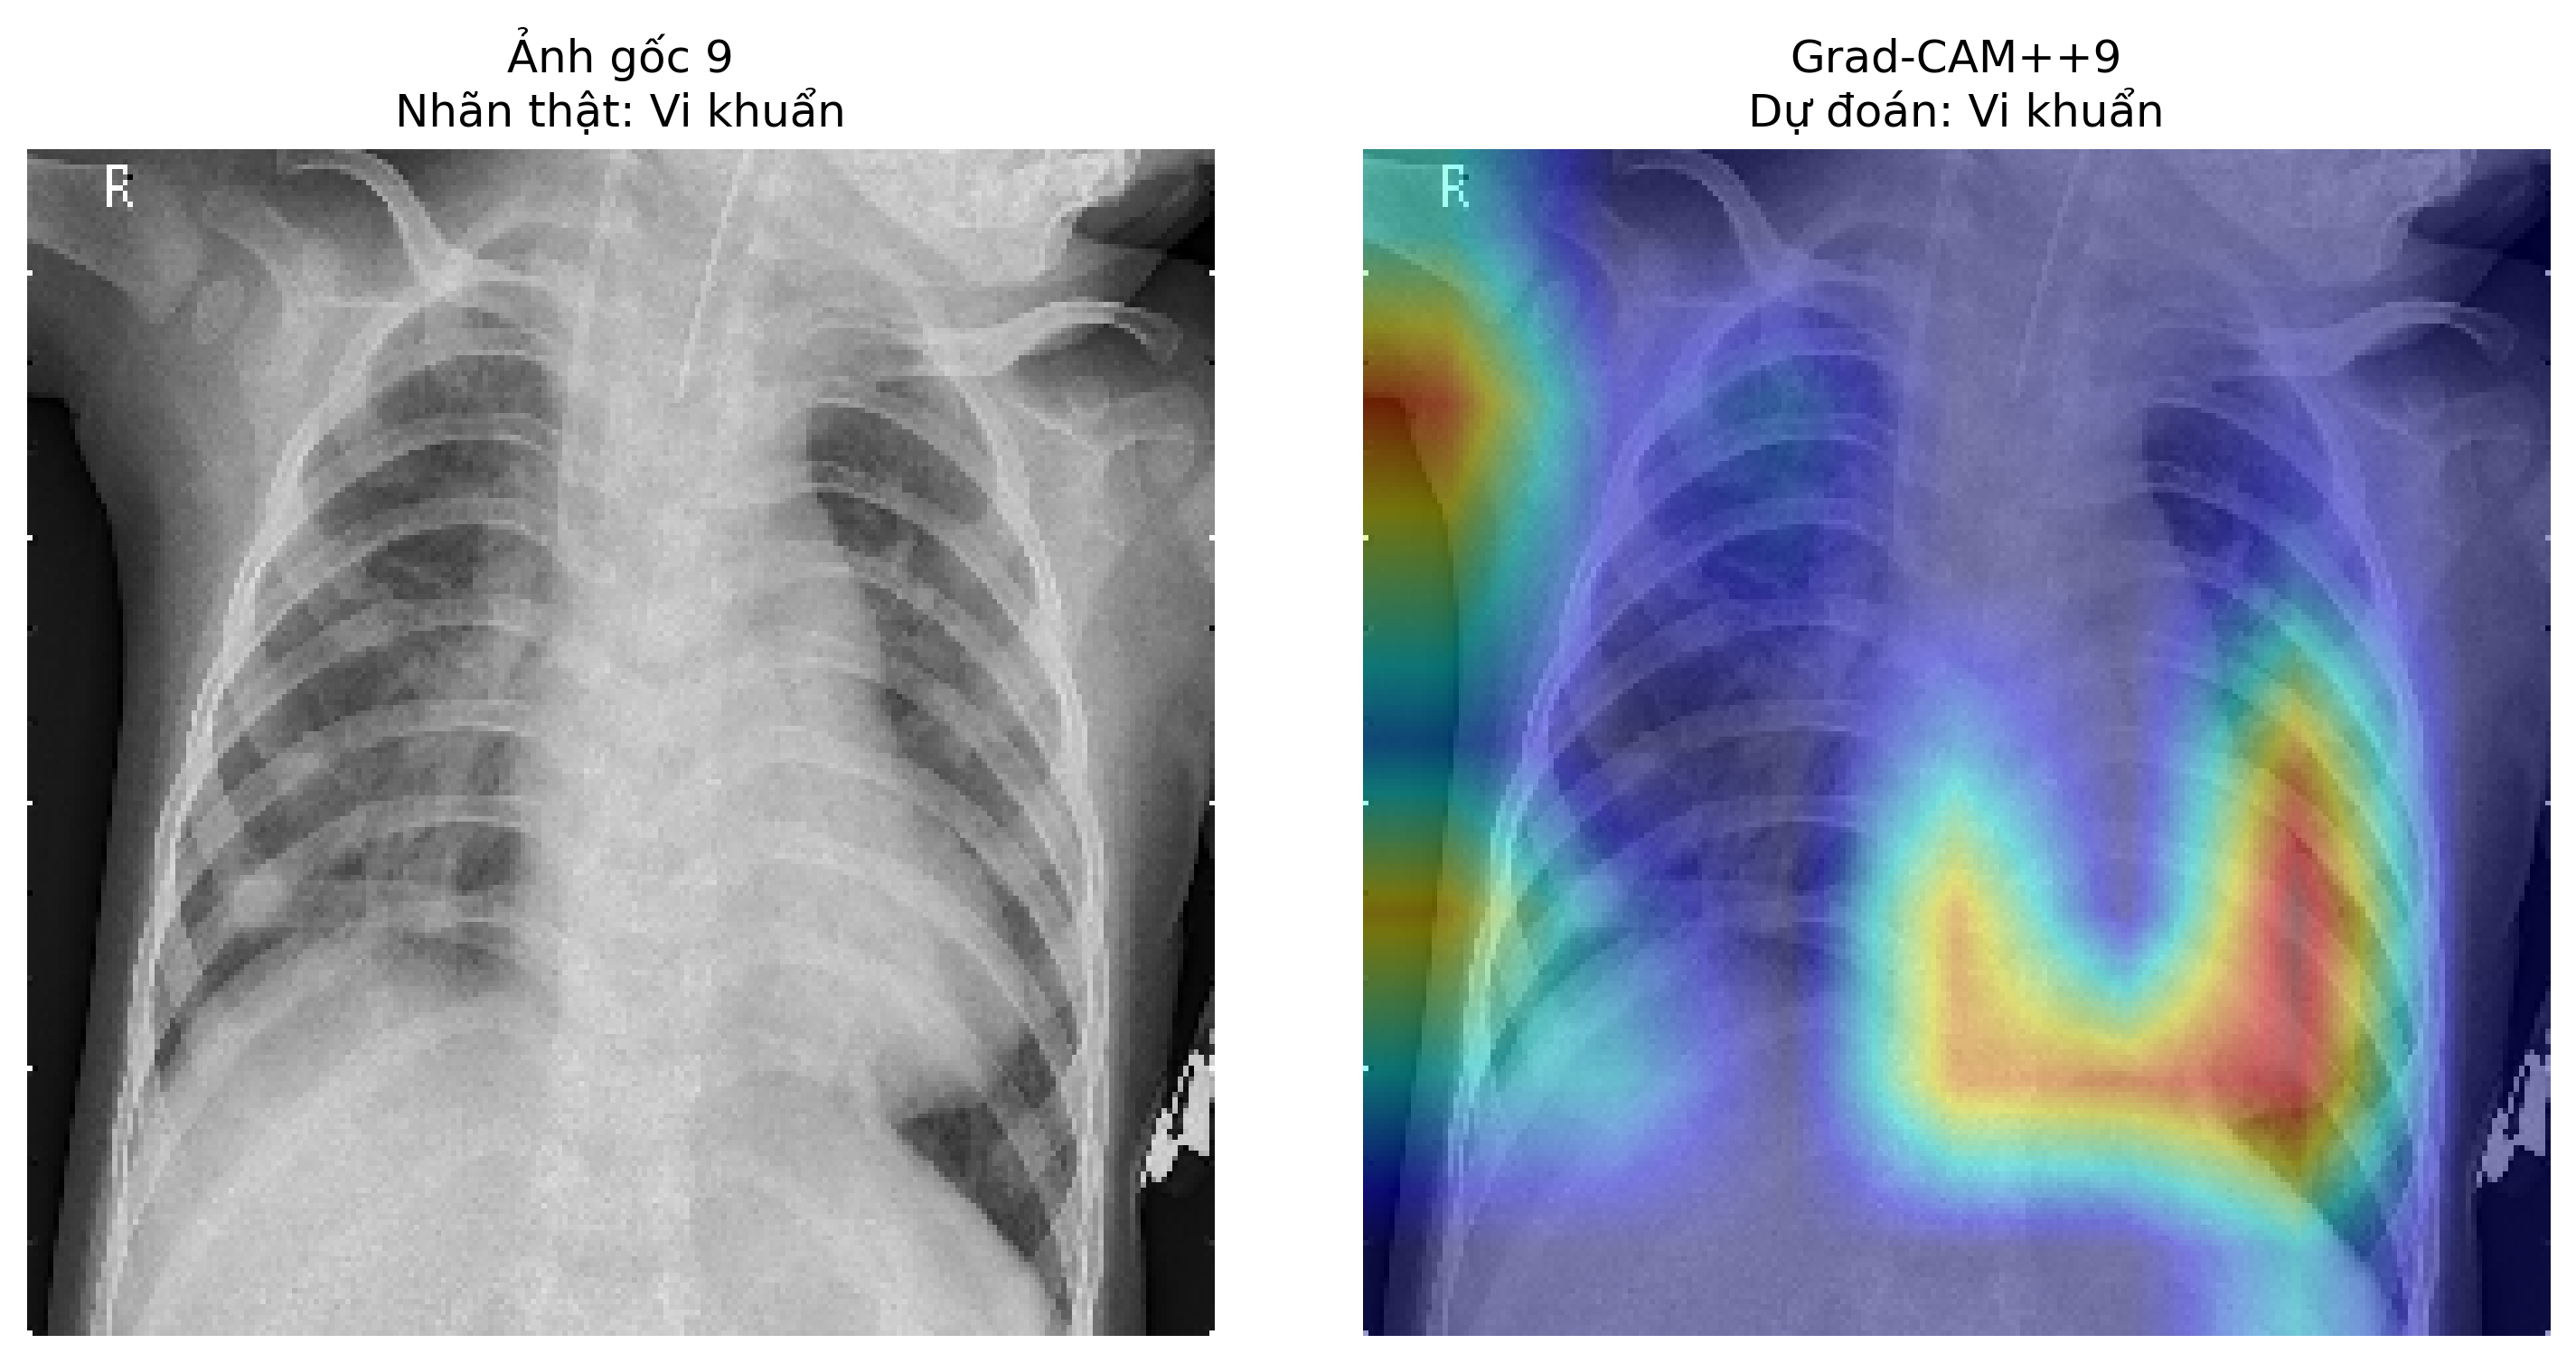 Ảnh gốc 9
Nhãn thật: Vi khuẩn
R
Grad-CAM++9
Dự đoán: Vi khuẩn
R